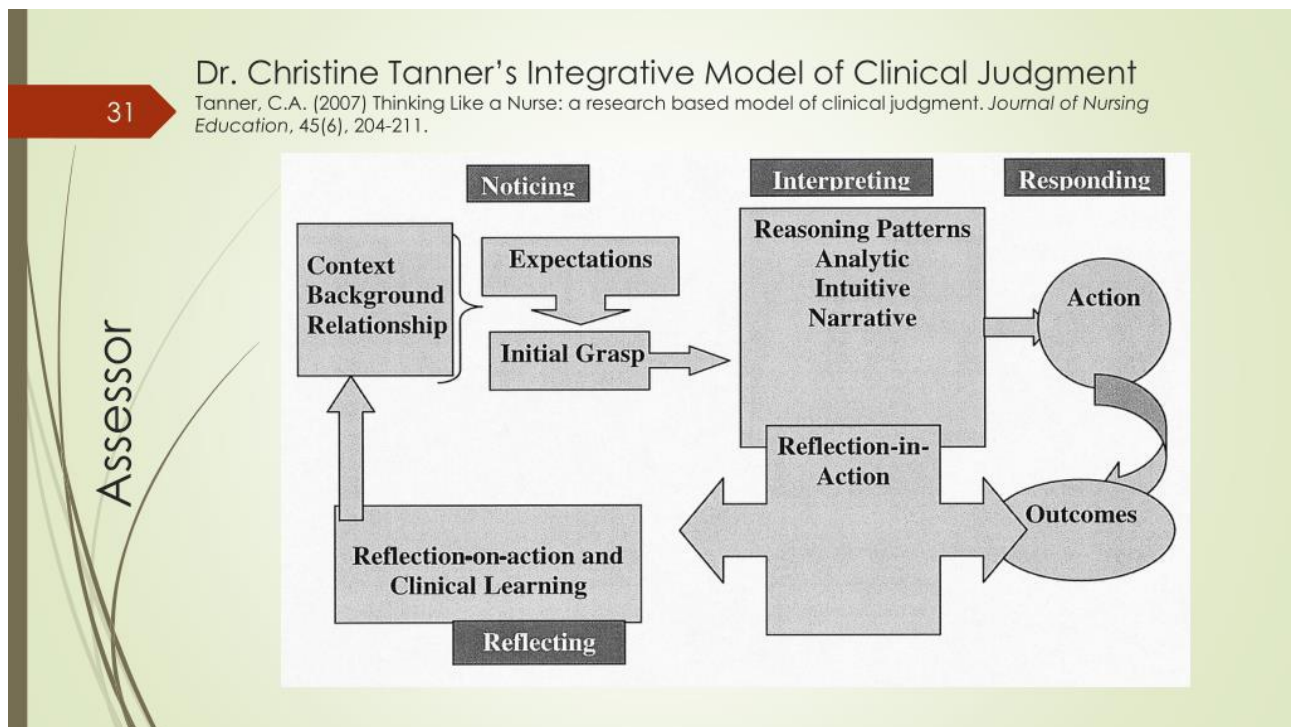 Dr. Christine Tanner's Integrative Model of Clinical Judgment
31
Tanner, C.A. (2007) Thinking Like a Nurse: a research based model of clinical judgment. Journal of Nursing
Education, 45(6), 204-211.
Assessor
Noticing
Interpreting
Responding
Context
Background
Relationship
Expectations
Initial Grasp
Reasoning Patterns
Analytic
Intuitive
Narrative
Action
Reflection-in-
Action
Outcomes
Reflection-on-action and
Clinical Learning
Reflecting